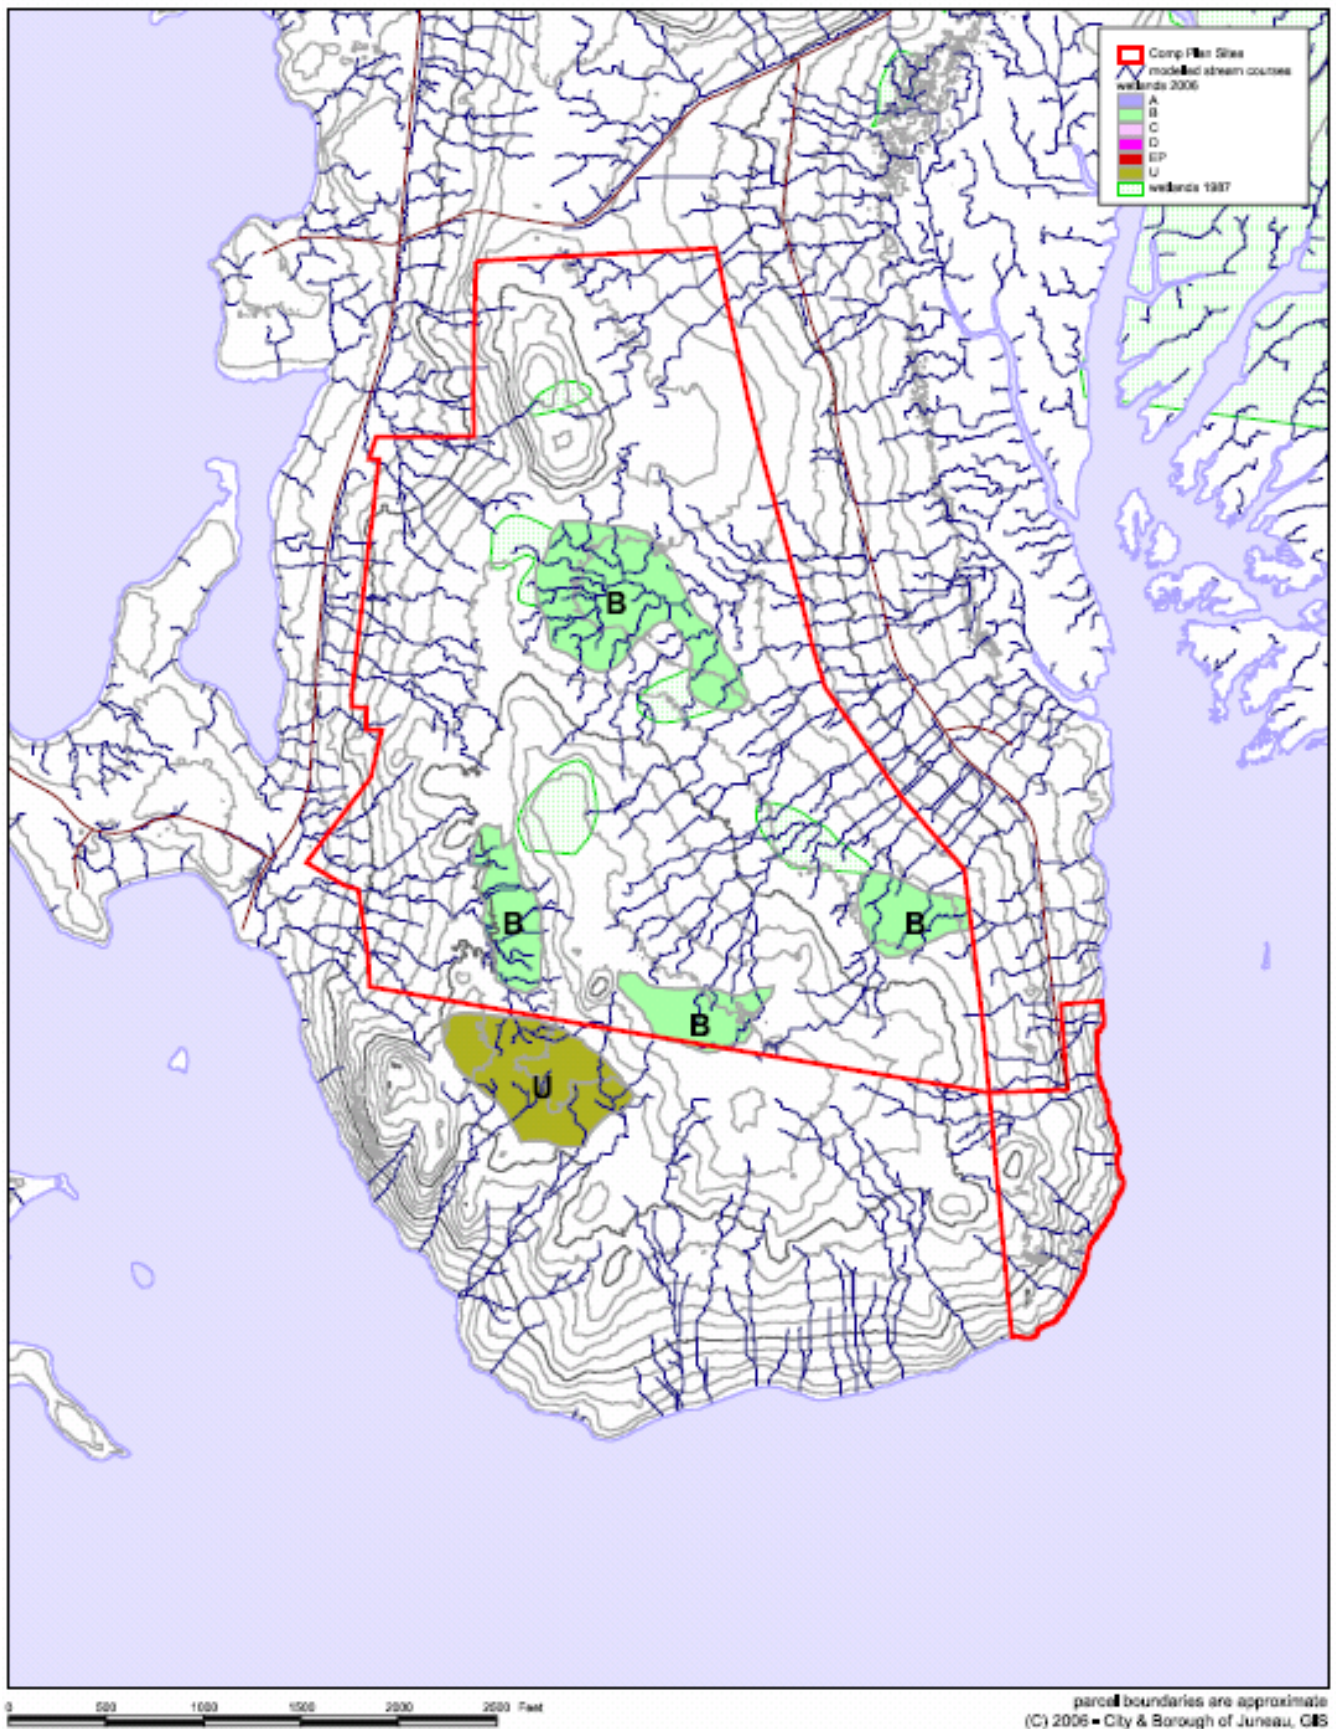 Comp Plan Sites
modelled stream courses
wetlands 2006
A
B
C
D
EP
U
wetlands 1987
B
B
B
B
U
0 500 1000 1500 2000 2500 Feet
parcel boundaries are approximate
(C) 2006 - City & Borough of Juneau, GIS